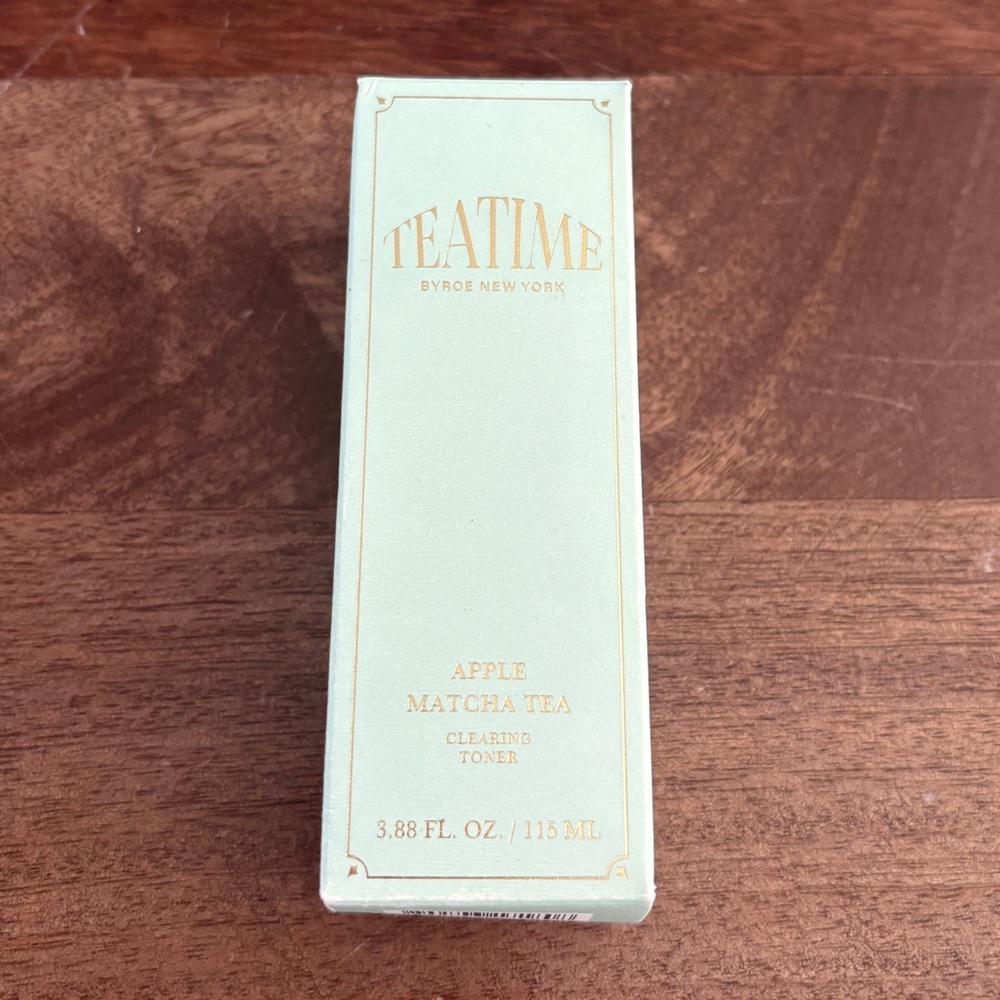 TEATIME
BYROE NEW YORK
APPLE
MATCHA TEA
CLEARING
TONER
3.88 FL. OZ. / 115 ML